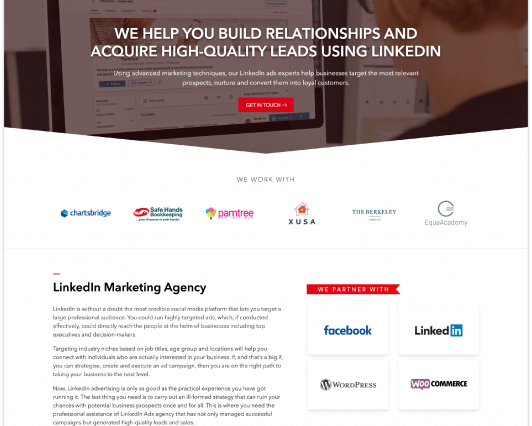 WE HELP YOU BUILD RELATIONSHIPS AND
ACQUIRE HIGH-QUALITY LEADS USING LINKEDIN
Using advanced marketing techniques, our LinkedIn ads experts help businesses target the most relevant
prospects, nurture and convert them into loyal customers.
GET IN TOUCH →
WE WORK WITH
chartsbridge
Safe Hands
Bookkeeping
pamtree
XUSA
THE BERKELEY
EquaAcademy
LinkedIn Marketing Agency
LinkedIn is without a doubt the most credible social media platform that lets you target a
large professional audience. You could run highly targeted ads, which, if conducted
effectively, could directly reach the people at the helm of businesses including top
executives and decision-makers.
Targeting industry niches based on job titles, age group and locations will help you
connect with individuals who are actually interested in your business. If, and that's a big if,
you can strategise, create and execute an ad campaign, then you are on the right path to
taking your business to the next level.
Now, LinkedIn advertising is only as good as the practical experience you have got
running it. The last thing you need is to carry out an ill-formed strategy that can ruin your
chances with potential business prospects once and for all. This is where you need the
professional assistance of LinkedIn Ads agency that has not only managed successful
campaigns but generated high-quality leads and sales.
WE PARTNER WITH
facebook
Linked in
WORDPRESS
WOO COMMERCE